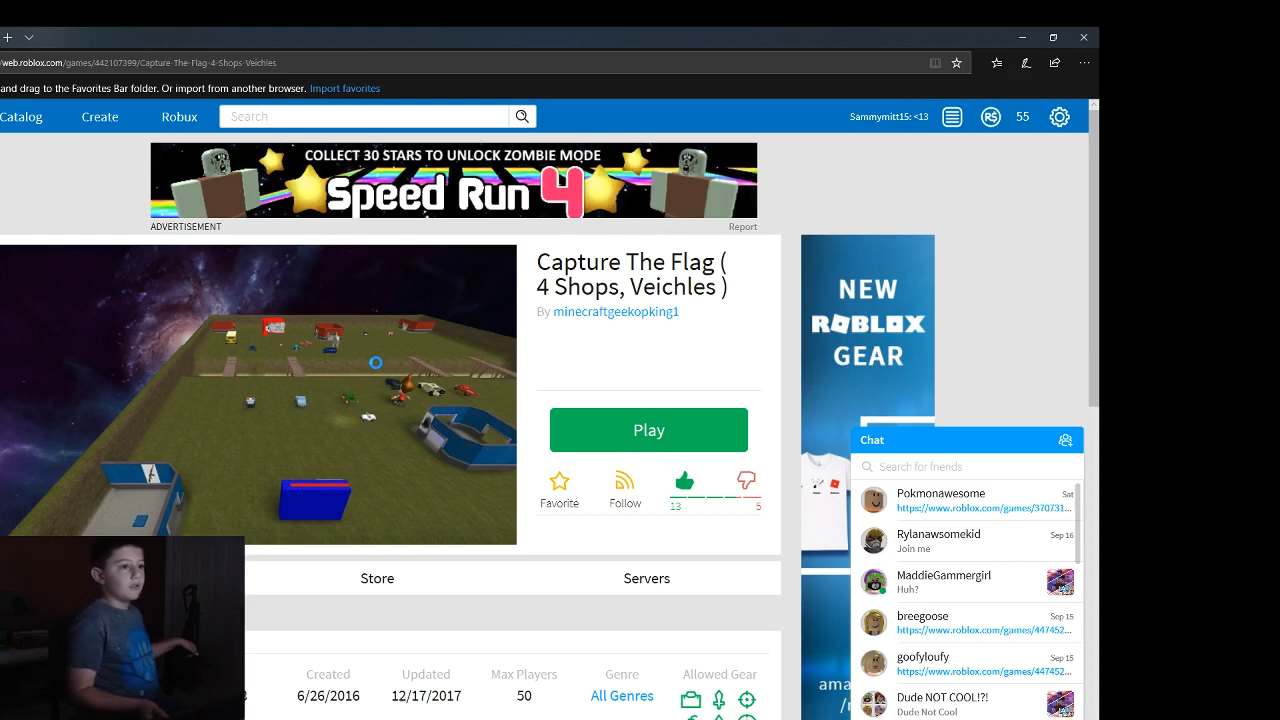 web.roblox.com/games/442107399/Capture-The-Flag-4-Shops-Veichles
and drag to the Favorites Bar folder. Or import from another browser. Import favorites
Catalog Create Robux Search Sammymitt15: <13 R$ 55
COLLECT 30 STARS TO UNLOCK ZOMBIE MODE
Speed Run 4
ADVERTISEMENT Report
Capture The Flag (
4 Shops, Veichles )
By minecraftgeekopking1
Play
Favorite Follow 13 5
NEW
ROBLOX
GEAR
Store Servers
Created Updated Max Players Genre Allowed Gear
6/26/2016 12/17/2017 50 All Genres
Chat
Search for friends
Pokmonawesome Sat
https://www.roblox.com/games/370731...
Rylanawsomekid Sep 16
Join me
MaddieGammergirl
Huh?
breegoose Sep 15
https://www.roblox.com/games/447452...
goofyloufy Sep 15
https://www.roblox.com/games/447452...
Dude NOT COOL!?!
Dude Not Cool